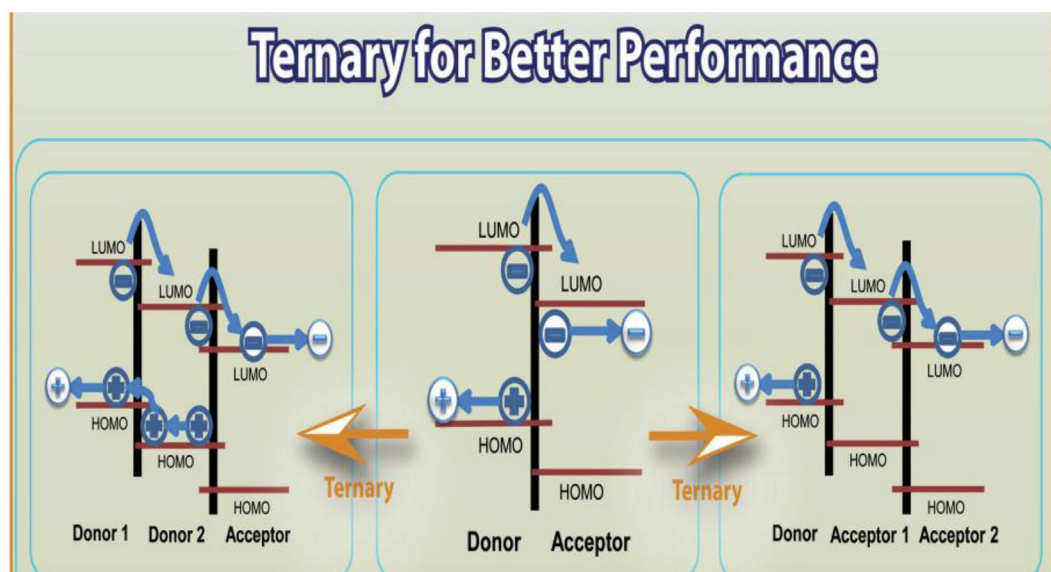 Ternary for Better Performance
LUMO
LUMO
LUMO
HOMO
HOMO
HOMO
Donor 1 Donor 2 Acceptor
Ternary
LUMO
LUMO
HOMO
HOMO
Donor Acceptor
Ternary
LUMO
LUMO
LUMO
HOMO
HOMO
HOMO
Donor Acceptor 1 Acceptor 2